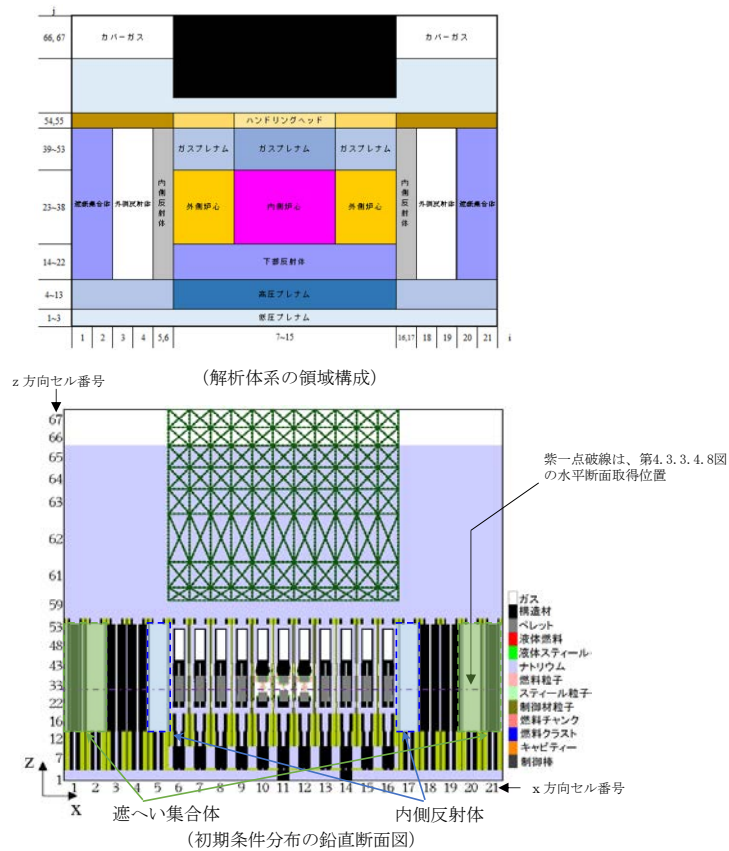 j
66, 67
カバーガス
カバーガス
54,55
ハンドリングヘッド
39~53
ガスプレナム
ガスプレナム
ガスプレナム
23~38
遮蔽集合体
外側反射体
内側反射体
外側炉心
内側炉心
外側炉心
内側反射体
外側反射体
遮蔽集合体
14~22
下部反射体
4~13
高圧プレナム
1~3
低圧プレナム
1 2 3 4 5,6 7~15 16,17 18 19 20 21 i
(解析体系の領域構成)
z 方向セル番号
67
66
65
64
63
62
61
59
53
48
43
33
22
16
12
7
1
紫一点破線は、第4.3.3.4.8図
の水平断面取得位置
ガス
構造材
ペレット
液体燃料
液体スティール
ナトリウム
燃料粒子
スティール粒子
制御材粒子
燃料チャンク
燃料クラスト
キャビティー
制御棒
Z
X
1 2 3 4 5 6 7 8 9 10 11 12 13 14 15 16 17 18 19 20 21
x 方向セル番号
遮へい集合体
内側反射体
(初期条件分布の鉛直断面図)